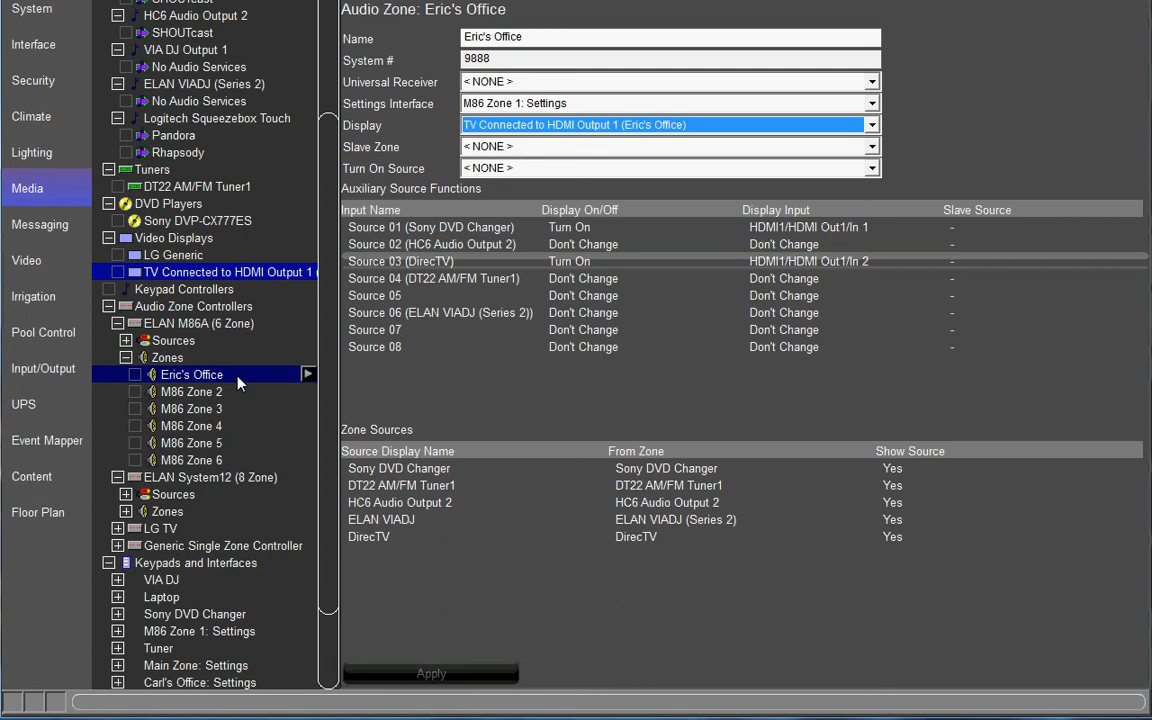 System
Interface
Security
Climate
Lighting
Media
Messaging
Video
Irrigation
Pool Control
Input/Output
UPS
Event Mapper
Content
Floor Plan
SHOUTcast
HC6 Audio Output 2
SHOUTcast
VIA DJ Output 1
No Audio Services
ELAN VIADJ (Series 2)
No Audio Services
Logitech Squeezebox Touch
Pandora
Rhapsody
Tuners
DT22 AM/FM Tuner1
DVD Players
Sony DVP-CX777ES
Video Displays
LG Generic
TV Connected to HDMI Output 1 (
Keypad Controllers
Audio Zone Controllers
ELAN M86A (6 Zone)
Sources
Zones
Eric's Office
M86 Zone 2
M86 Zone 3
M86 Zone 4
M86 Zone 5
M86 Zone 6
ELAN System12 (8 Zone)
Sources
Zones
LG TV
Generic Single Zone Controller
Keypads and Interfaces
VIA DJ
Laptop
Sony DVD Changer
M86 Zone 1: Settings
Tuner
Main Zone: Settings
Carl's Office: Settings
Audio Zone: Eric's Office
Name Eric's Office
System # 9888
Universal Receiver < NONE >
Settings Interface M86 Zone 1: Settings
Display TV Connected to HDMI Output 1 (Eric's Office)
Slave Zone < NONE >
Turn On Source < NONE >
Auxiliary Source Functions
Input Name Display On/Off Display Input Slave Source
Source 01 (Sony DVD Changer) Turn On HDMI1/HDMI Out1/In 1 -
Source 02 (HC6 Audio Output 2) Don't Change Don't Change -
Source 03 (DirecTV) Turn On HDMI1/HDMI Out1/In 2 -
Source 04 (DT22 AM/FM Tuner1) Don't Change Don't Change -
Source 05 Don't Change Don't Change -
Source 06 (ELAN VIADJ (Series 2)) Don't Change Don't Change -
Source 07 Don't Change Don't Change -
Source 08 Don't Change Don't Change -
Zone Sources
Source Display Name From Zone Show Source
Sony DVD Changer Sony DVD Changer Yes
DT22 AM/FM Tuner1 DT22 AM/FM Tuner1 Yes
HC6 Audio Output 2 HC6 Audio Output 2 Yes
ELAN VIADJ ELAN VIADJ (Series 2) Yes
DirecTV DirecTV Yes
Apply